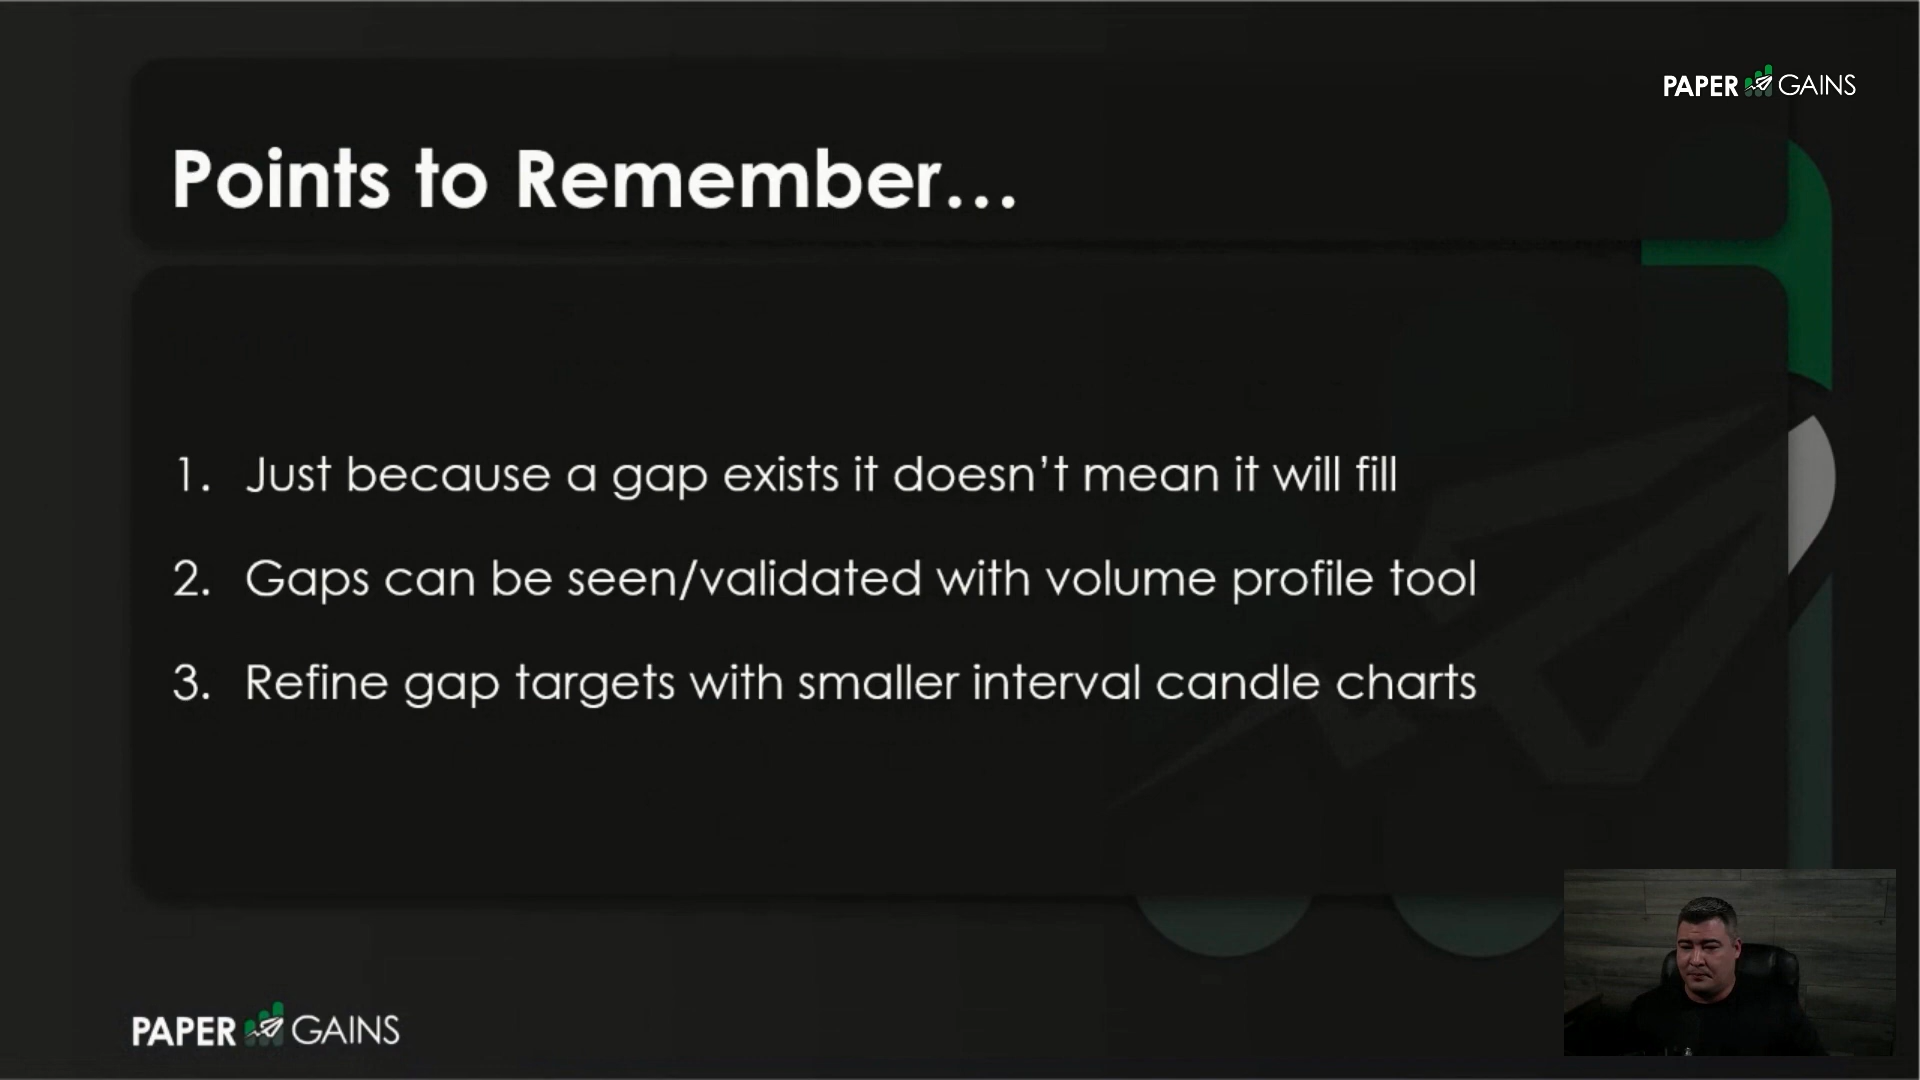 PAPER GAINS
Points to Remember...
1. Just because a gap exists it doesn’t mean it will fill
2. Gaps can be seen/validated with volume profile tool
3. Refine gap targets with smaller interval candle charts
PAPER GAINS